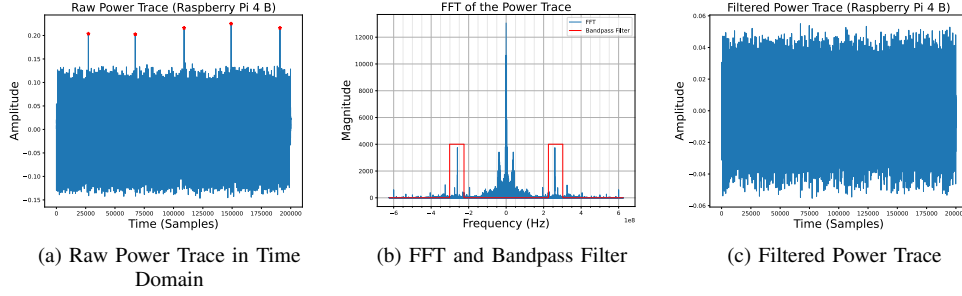 Raw Power Trace (Raspberry Pi 4 B)
Amplitude
0.20
0.15
0.10
0.05
0.00
−0.05
−0.10
−0.15
0 25000 50000 75000 100000 125000 150000 175000 200000
Time (Samples)
(a) Raw Power Trace in Time
Domain
FFT of the Power Trace
FFT
Bandpass Filter
Magnitude
12000
10000
8000
6000
4000
2000
0
−6 −4 −2 0 2 4 6
1e8
Frequency (Hz)
(b) FFT and Bandpass Filter
Filtered Power Trace (Raspberry Pi 4 B)
Amplitude
0.06
0.04
0.02
0.00
−0.02
−0.04
−0.06
0 25000 50000 75000 100000 125000 150000 175000 200000
Time (Samples)
(c) Filtered Power Trace